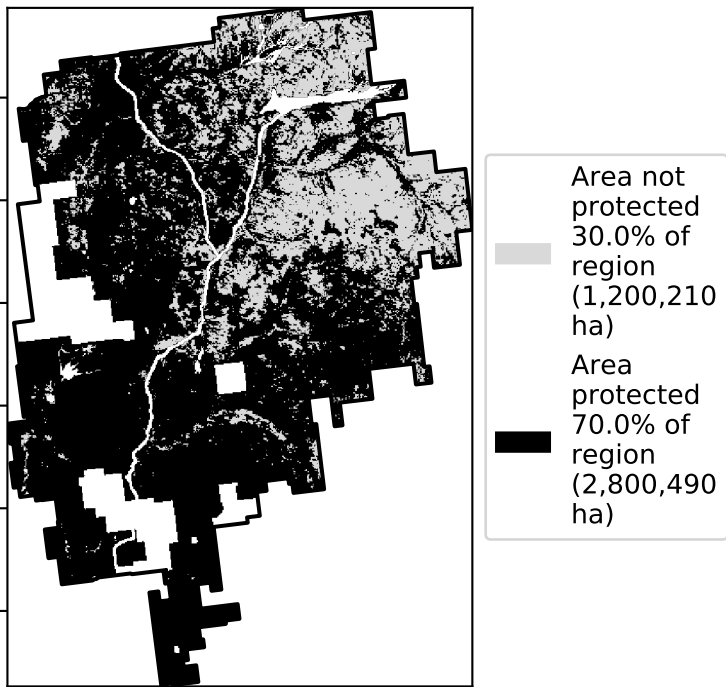 Area not
protected
30.0% of
region
(1,200,210
ha)
Area
protected
70.0% of
region
(2,800,490
ha)